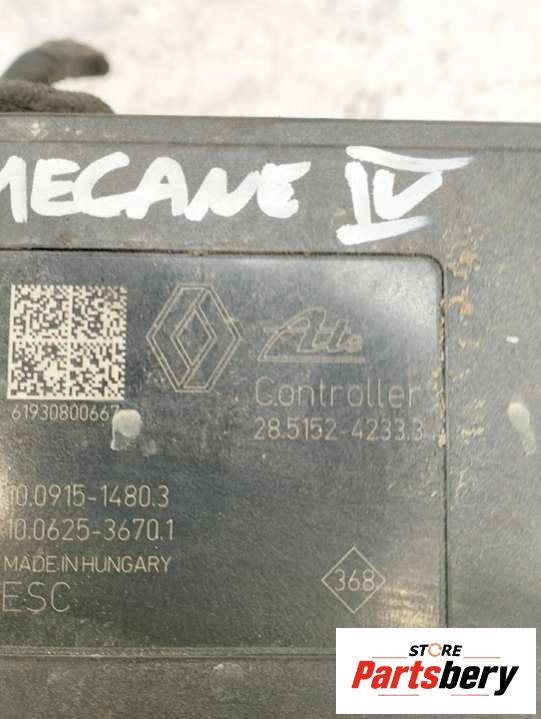 MECANE IV
Ate
Controller
61930800667
28.5152-4233.3
10.0915-1480.3
10.0625-3670.1
MADE IN HUNGARY
ESC
368
STORE
Partsbery